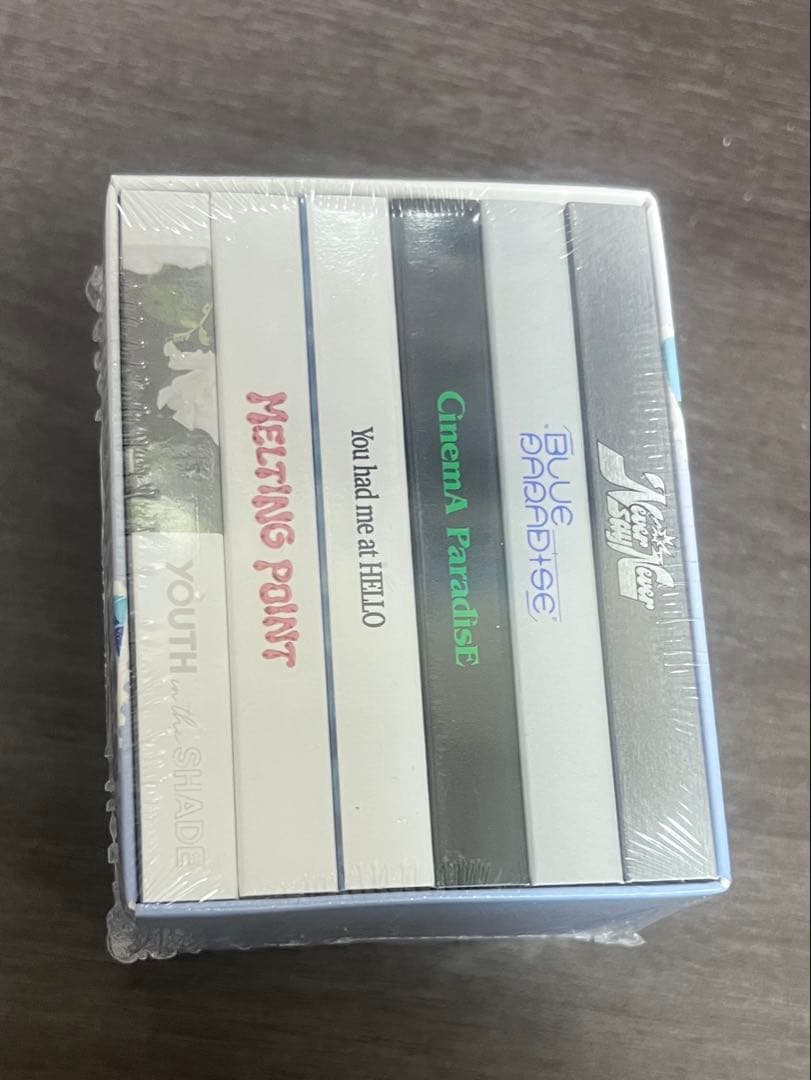 YOUTH in the SHADE
MELTING POINT
You had me at HELLO
CinemA ParadisE
BLUE
PARADISE
Never
Say
Never